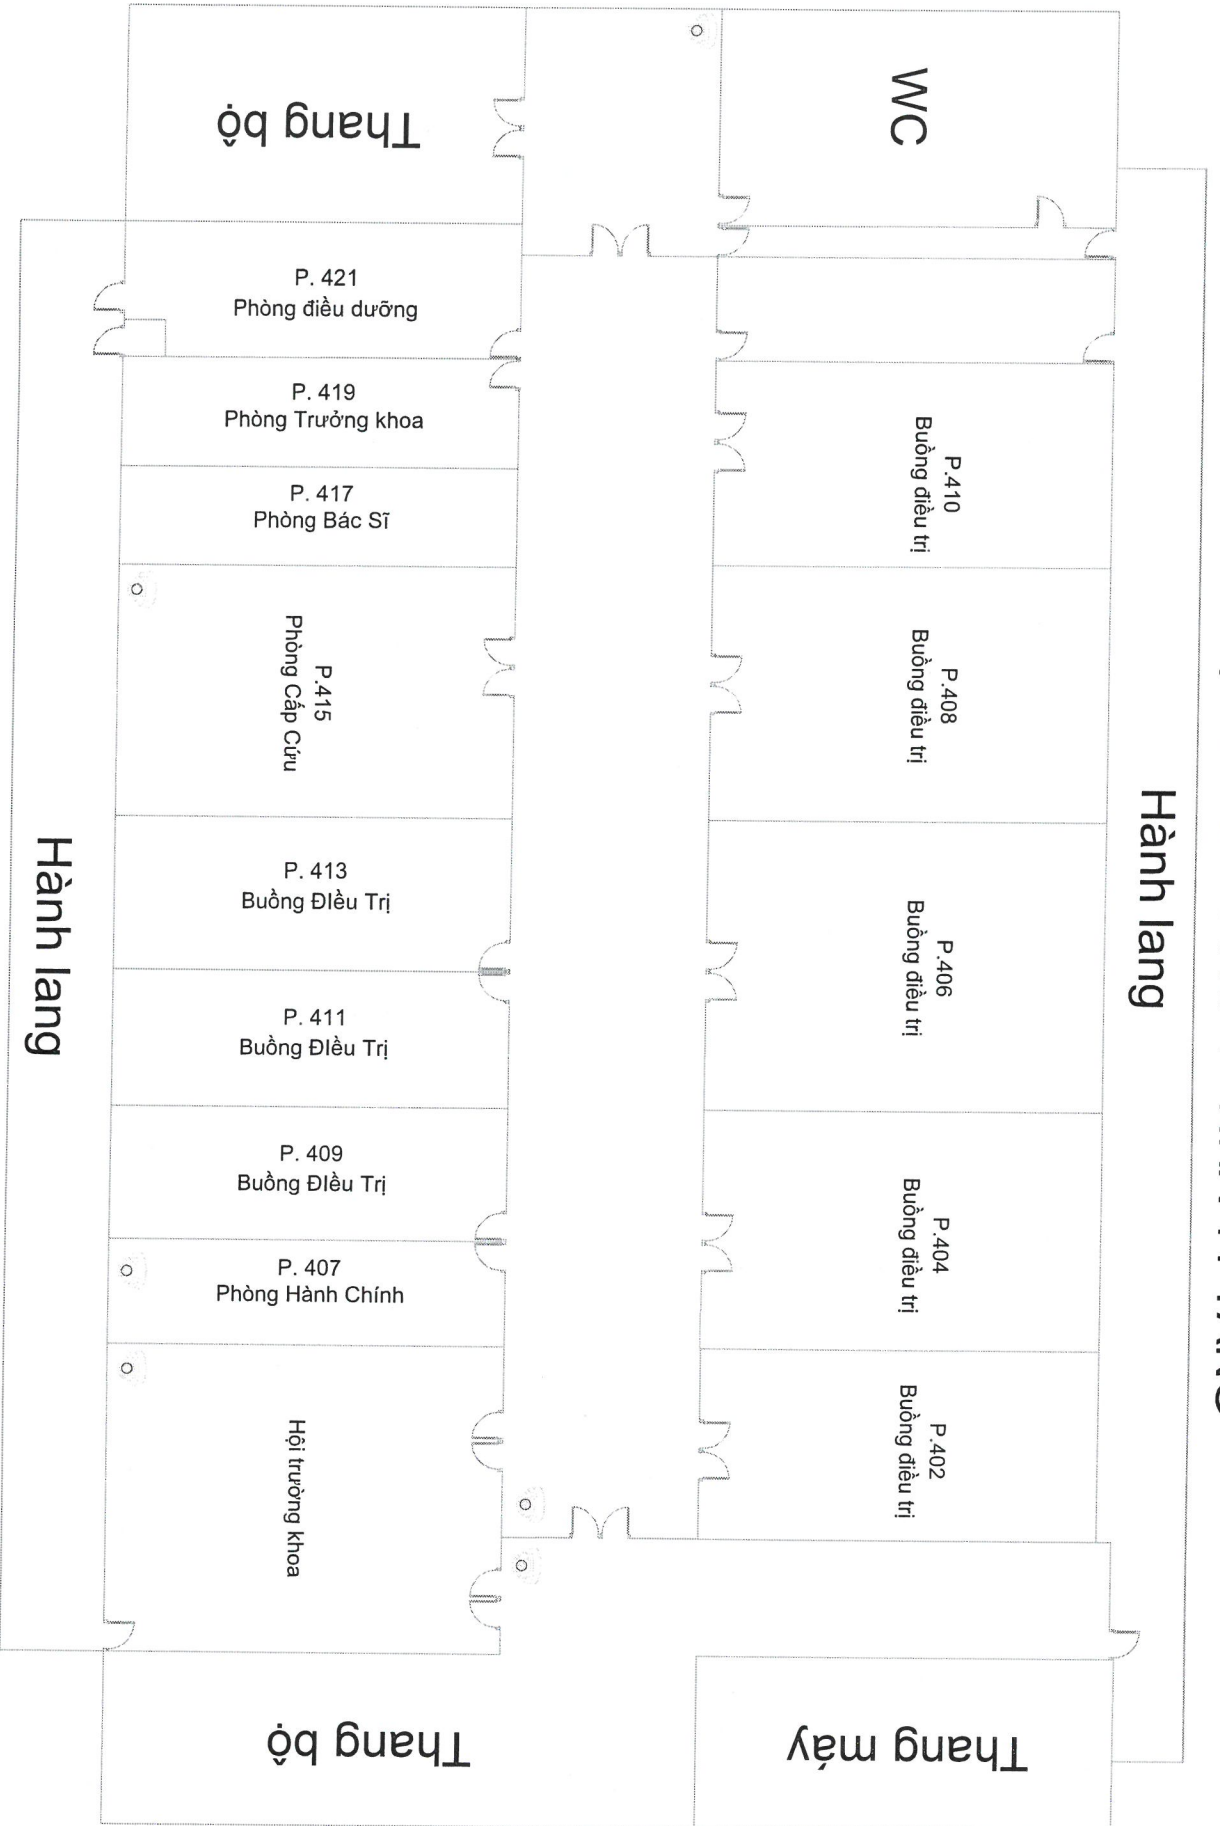 Thang bộ
WC
P. 421
Phòng điều dưỡng
P. 419
Phòng Trưởng khoa
P. 417
Phòng Bác Sĩ
P.415
Phòng Cấp Cứu
P. 413
Buồng ĐIều Trị
P. 411
Buồng ĐIều Trị
P. 409
Buồng ĐIều Trị
P. 407
Phòng Hành Chính
Hội trường khoa
P.410
Buồng điều trị
P.408
Buồng điều trị
P.406
Buồng điều trị
P.404
Buồng điều trị
P.402
Buồng điều trị
Hành lang
Hành lang
Thang bộ
Thang máy